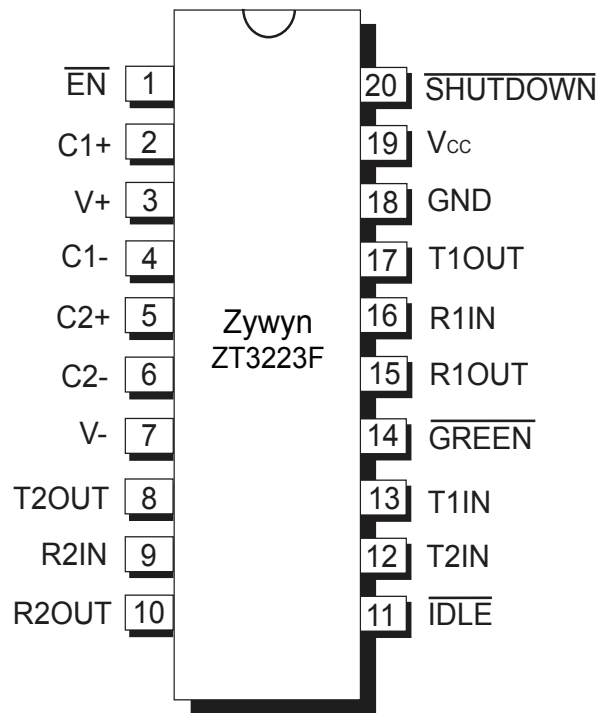 EN 1 20 SHUTDOWN
C1+ 2 19 Vcc
V+ 3 18 GND
C1- 4 17 T1OUT
C2+ 5 16 R1IN
Zywyn
ZT3223F
C2- 6 15 R1OUT
V- 7 14 GREEN
T2OUT 8 13 T1IN
R2IN 9 12 T2IN
R2OUT 10 11 IDLE